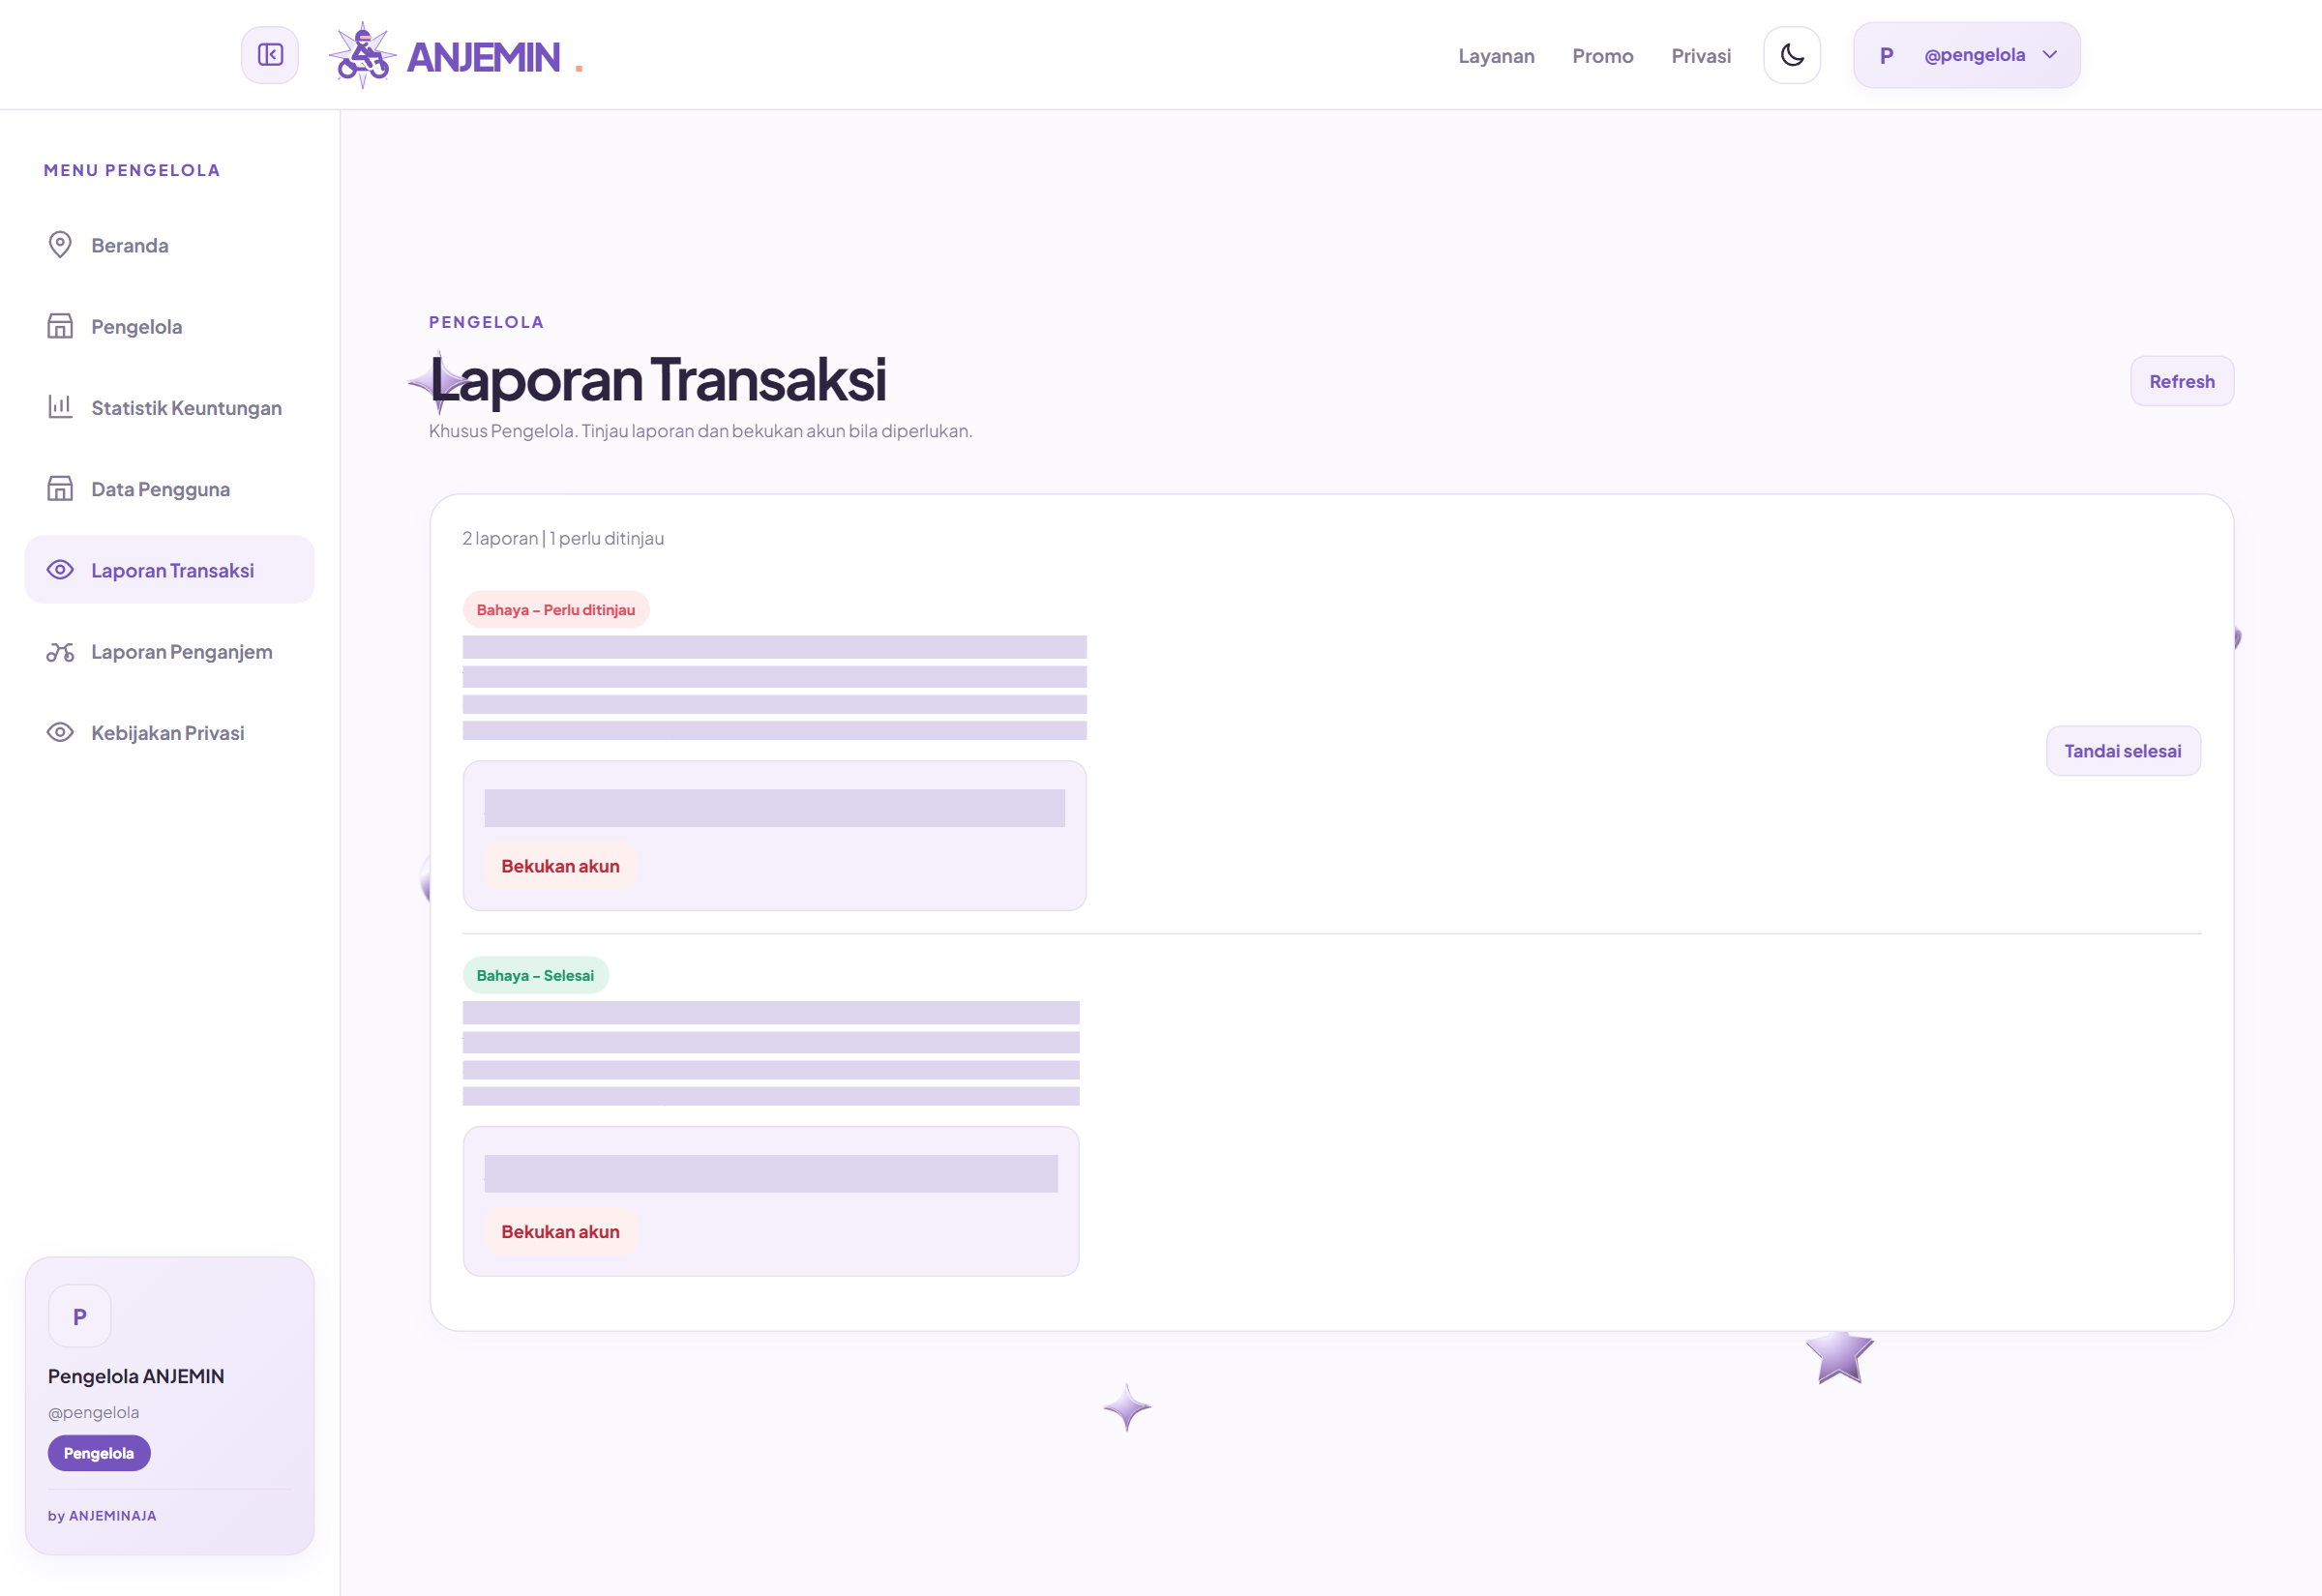 ANJEMIN .
Layanan
Promo
Privasi
P
@pengelola
MENU PENGELOLA
Beranda
Pengelola
Statistik Keuntungan
Data Pengguna
Laporan Transaksi
Laporan Penganjem
Kebijakan Privasi
P
Pengelola ANJEMIN
@pengelola
Pengelola
by ANJEMINAJA
PENGELOLA
Laporan Transaksi
Khusus Pengelola. Tinjau laporan dan bekukan akun bila diperlukan.
Refresh
2 laporan | 1 perlu ditinjau
Bahaya – Perlu ditinjau
Tandai selesai
Bekukan akun
Bahaya – Selesai
Bekukan akun